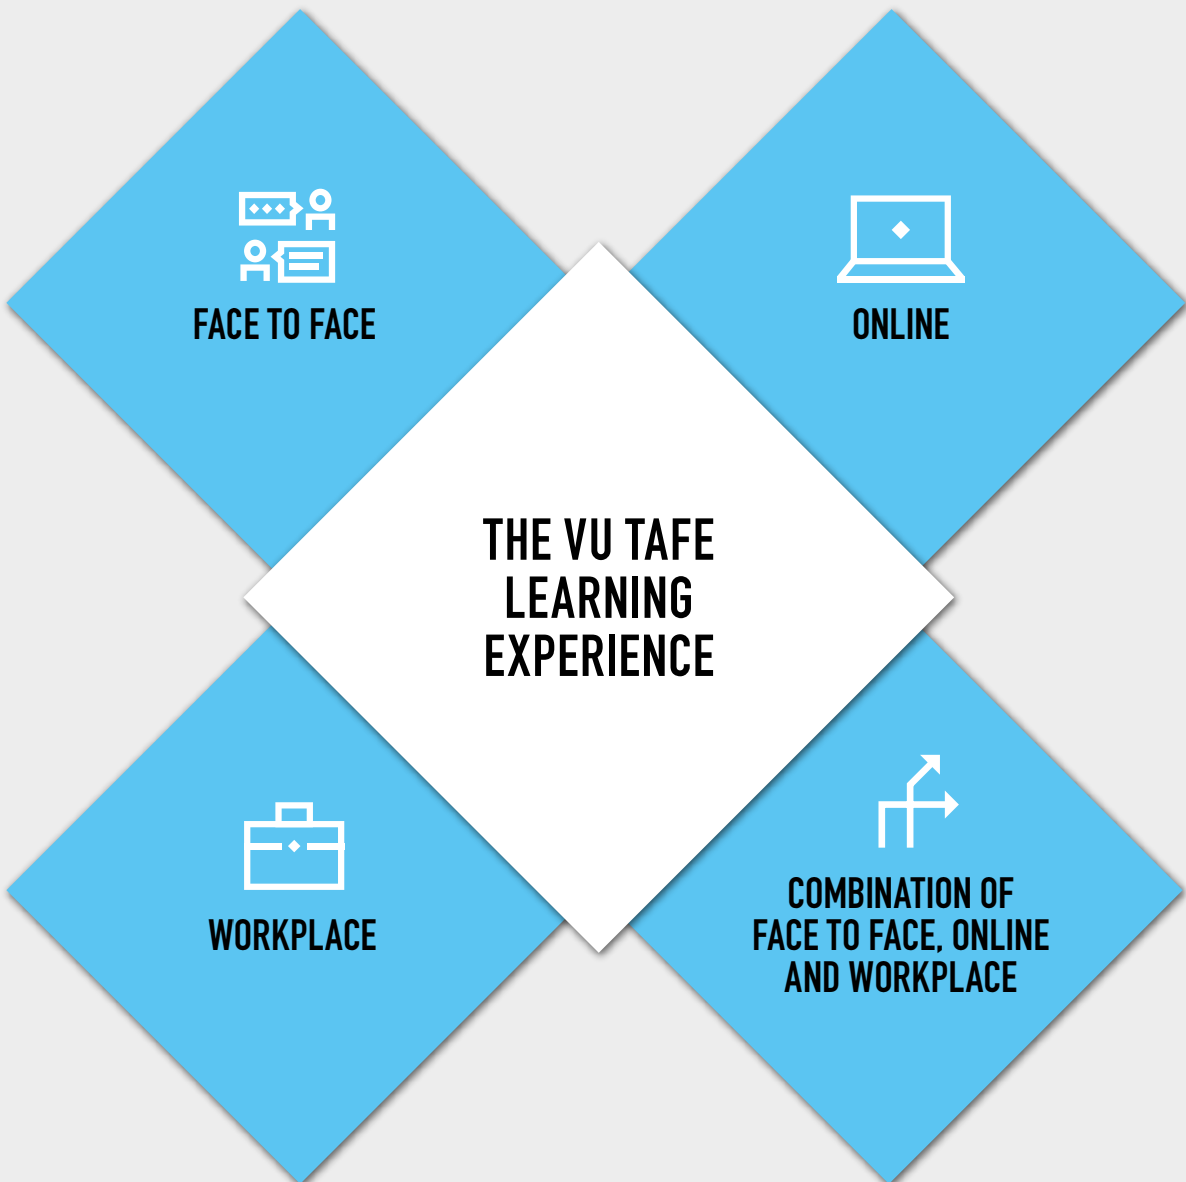 FACE TO FACE
ONLINE
THE VU TAFE
LEARNING
EXPERIENCE
WORKPLACE
COMBINATION OF
FACE TO FACE, ONLINE
AND WORKPLACE